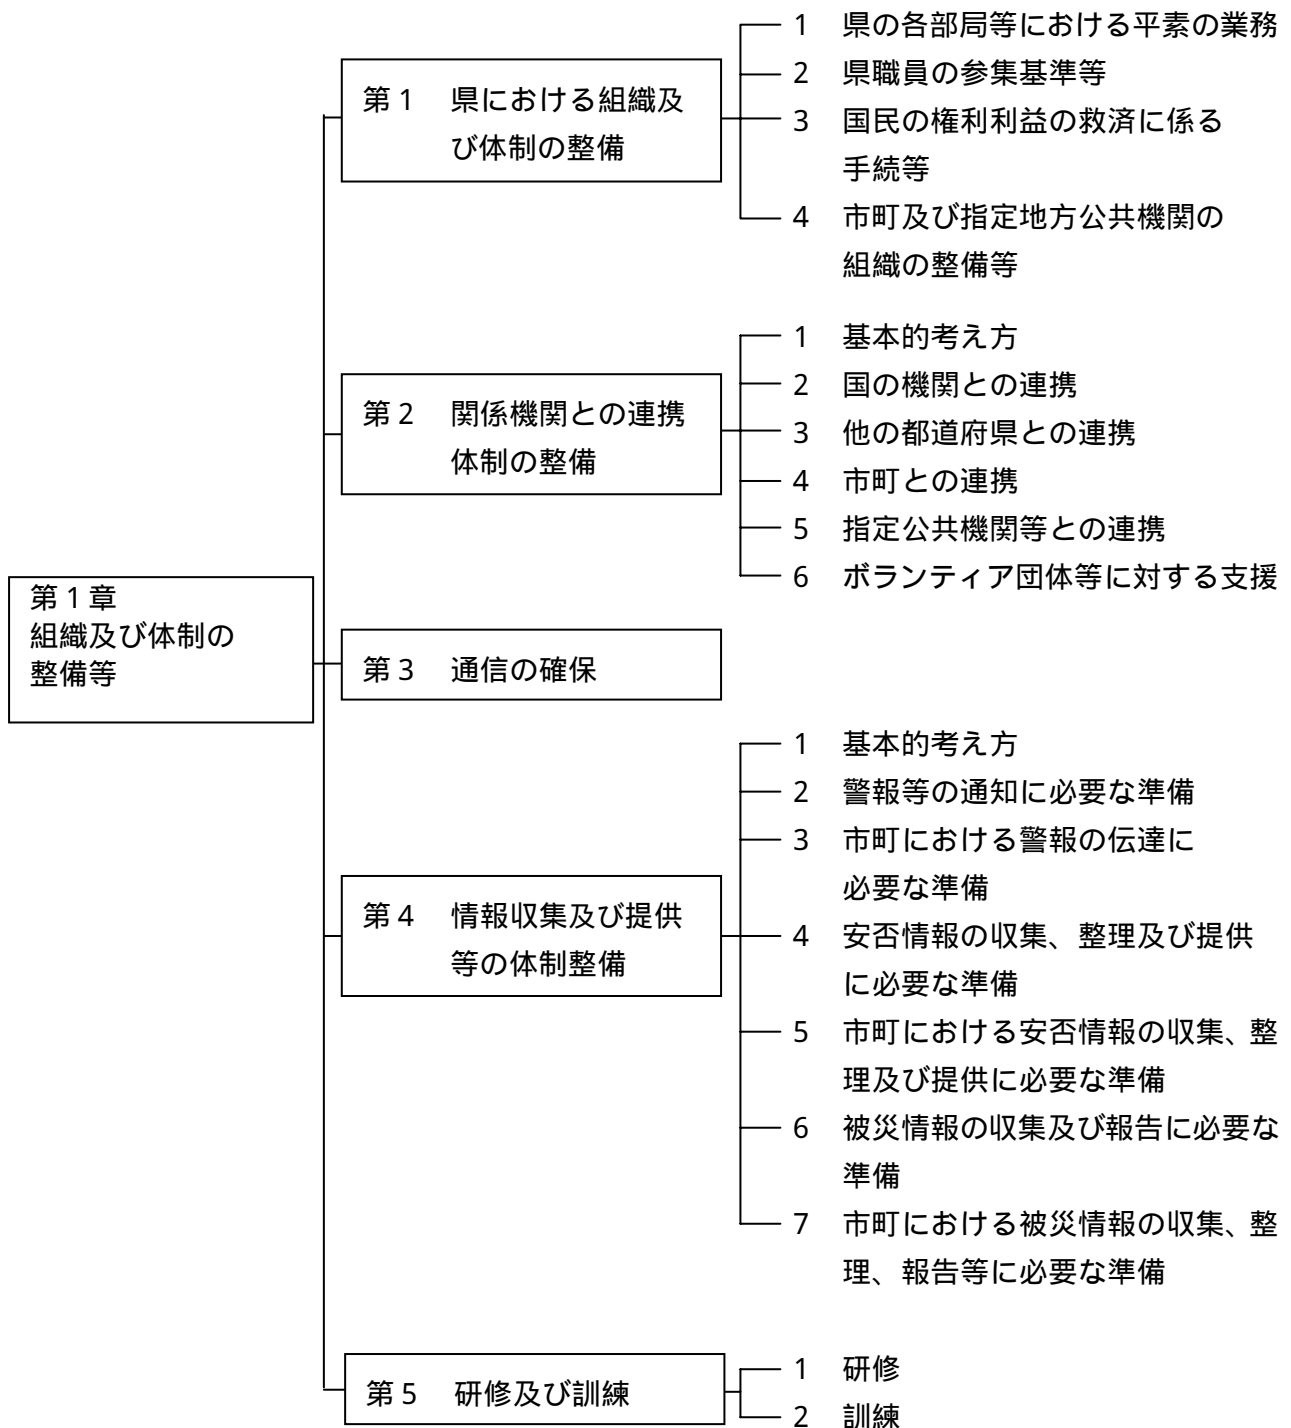 第1章
組織及び体制の
整備等
第1 県における組織及
び体制の整備
1 県の各部局等における平素の業務
2 県職員の参集基準等
3 国民の権利利益の救済に係る
手続等
4 市町及び指定地方公共機関の
組織の整備等
第2 関係機関との連携
体制の整備
1 基本的考え方
2 国の機関との連携
3 他の都道府県との連携
4 市町との連携
5 指定公共機関等との連携
6 ボランティア団体等に対する支援
第3 通信の確保
第4 情報収集及び提供
等の体制整備
1 基本的考え方
2 警報等の通知に必要な準備
3 市町における警報の伝達に
必要な準備
4 安否情報の収集、整理及び提供
に必要な準備
5 市町における安否情報の収集、整
理及び提供に必要な準備
6 被災情報の収集及び報告に必要な
準備
7 市町における被災情報の収集、整
理、報告等に必要な準備
第5 研修及び訓練
1 研修
2 訓練